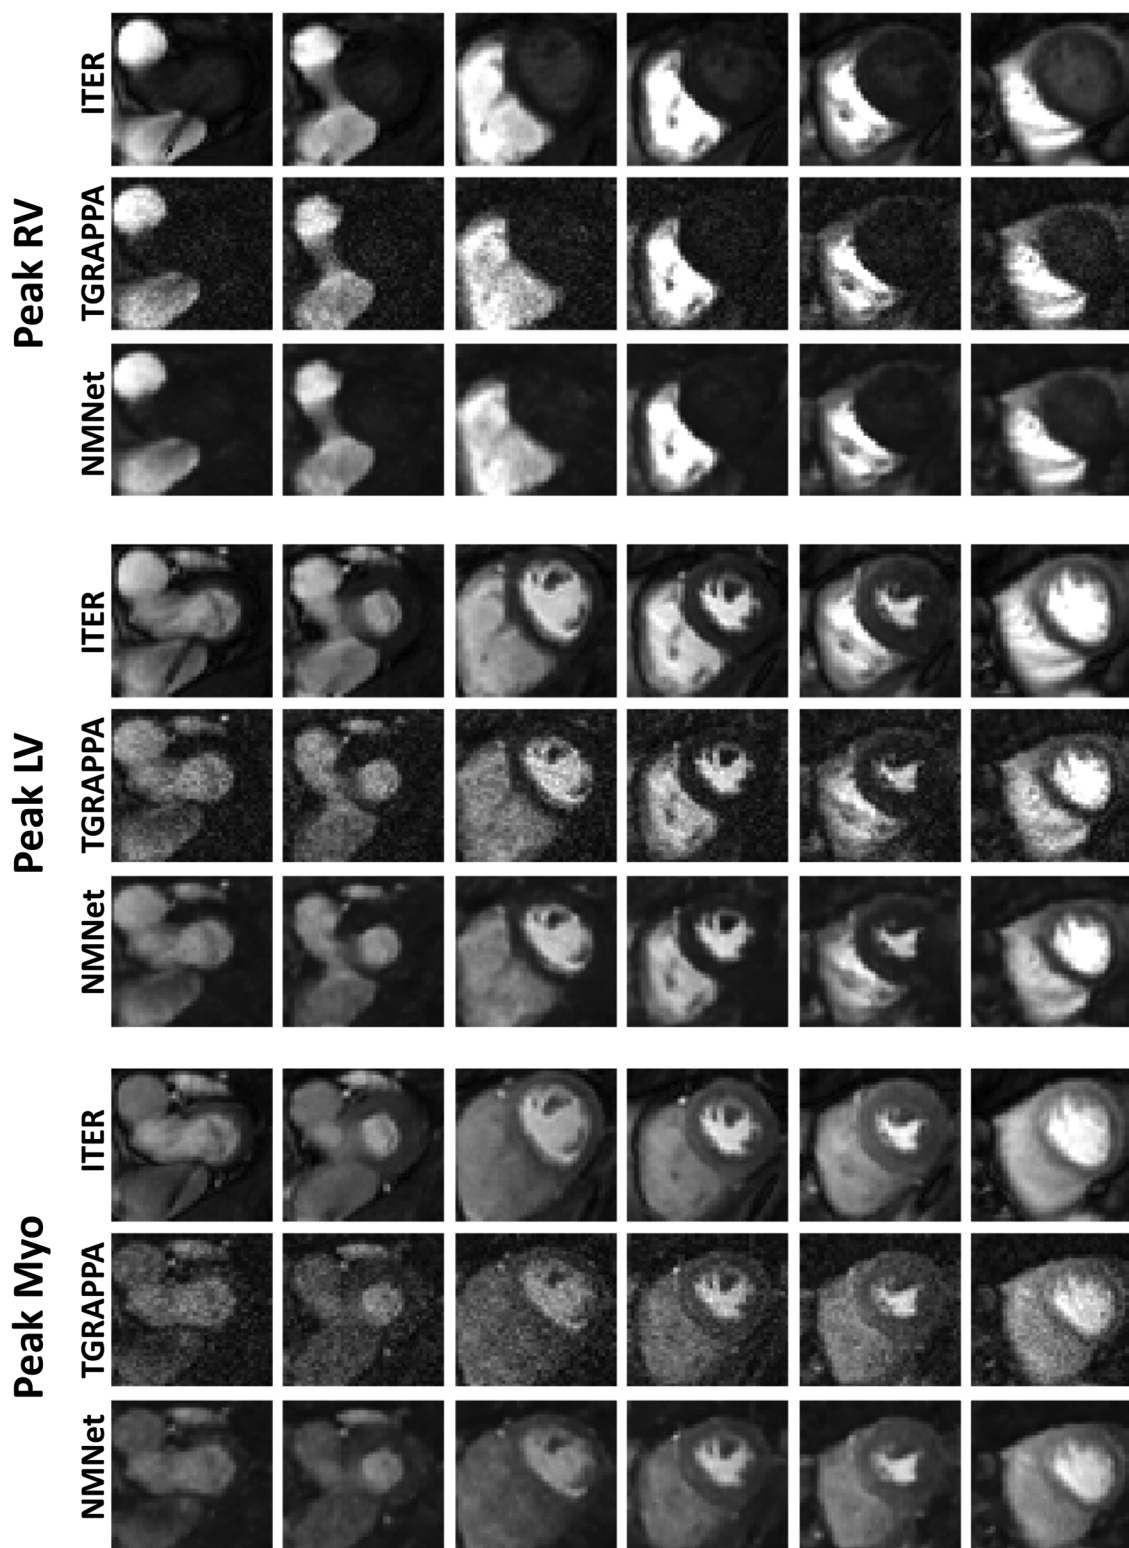 Peak RV
ITER
TGRAPPA
NMNet
Peak LV
ITER
TGRAPPA
NMNet
Peak Myo
ITER
TGRAPPA
NMNet